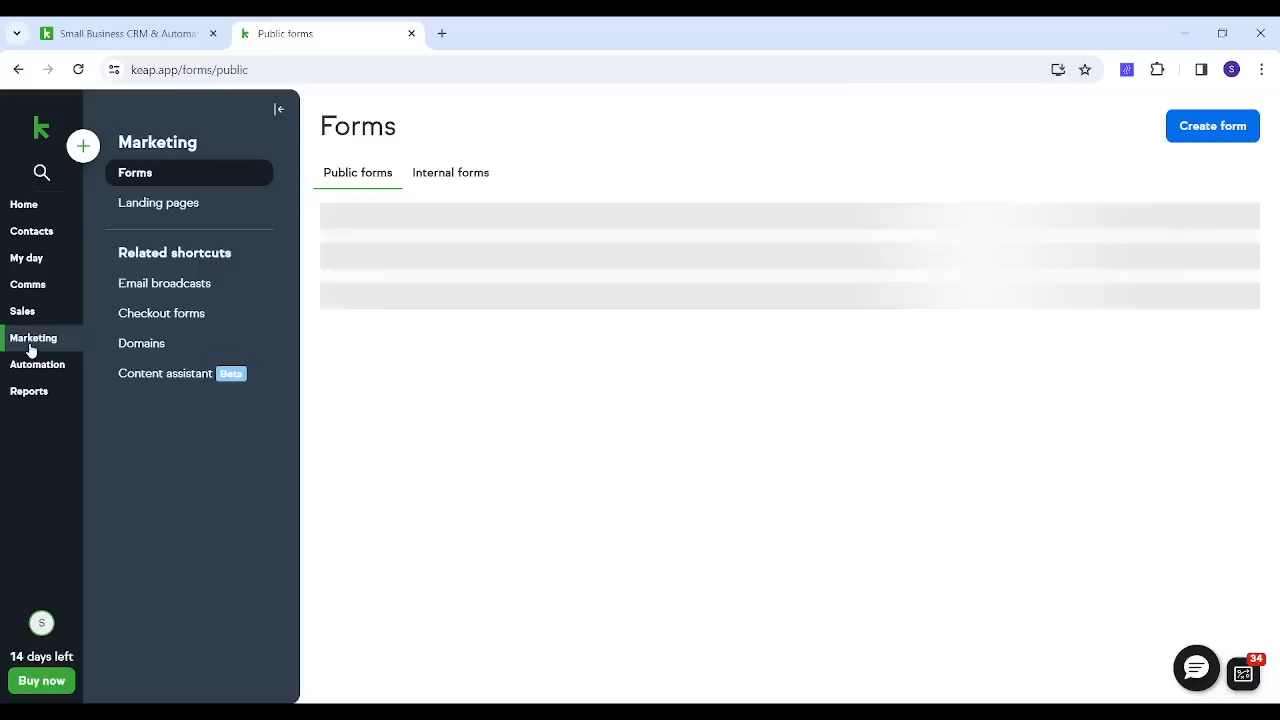 Small Business CRM & Automa
Public forms
keap.app/forms/public
S
Marketing
Forms
Landing pages
Related shortcuts
Email broadcasts
Checkout forms
Domains
Content assistant Beta
Home
Contacts
My day
Comms
Sales
Marketing
Automation
Reports
S
14 days left
Buy now
Forms
Create form
Public forms Internal forms
34